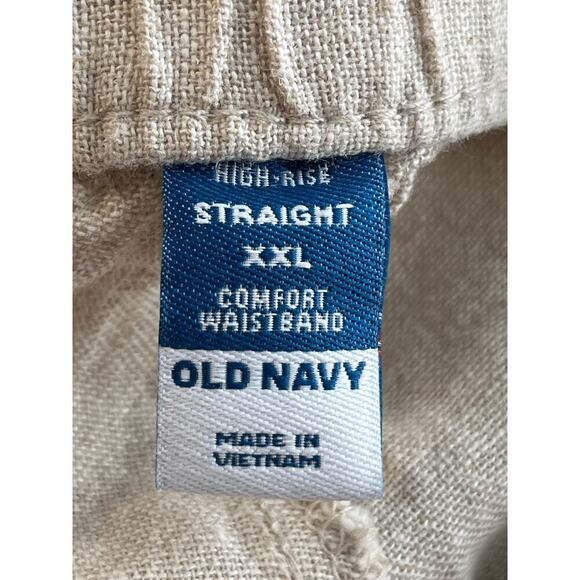 HIGH-RISE
STRAIGHT
XXL
COMFORT
WAISTBAND
OLD NAVY
MADE IN
VIETNAM